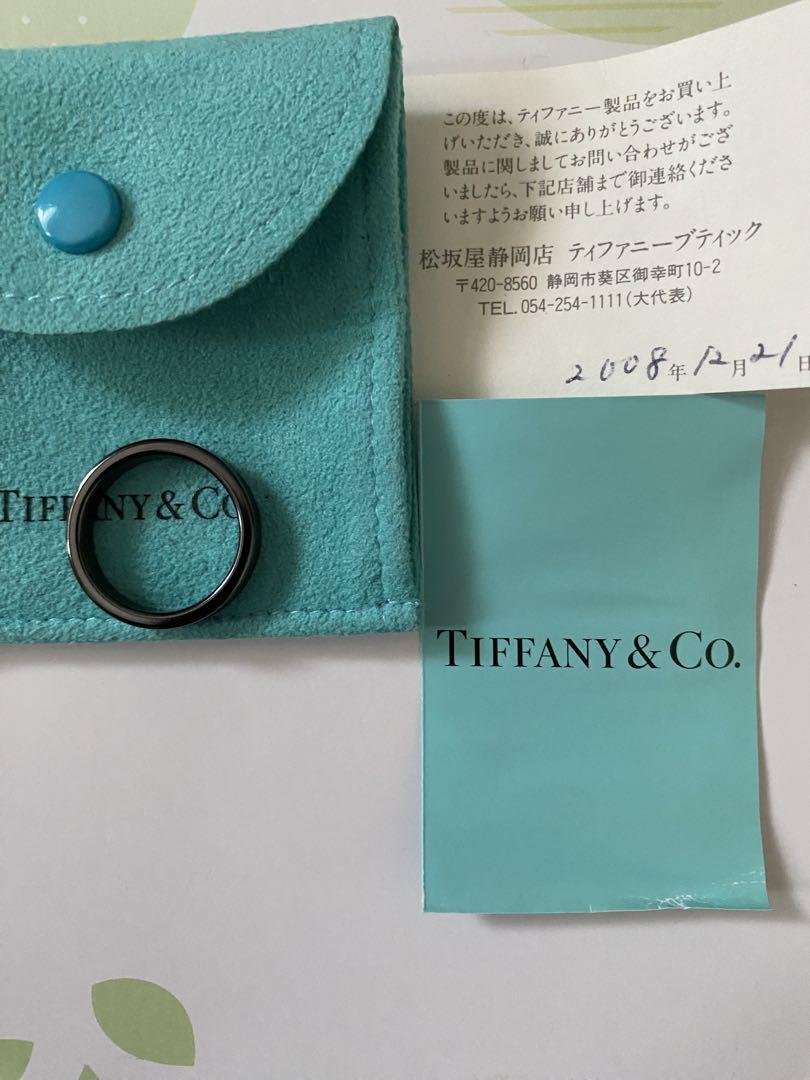 この度は、ティファニー製品をお買い上
げいただき、誠にありがとうございます。
製品に関しましてお問い合わせがござ
いましたら、下記店舗まで御連絡くださ
いますようお願い申し上げます。
松坂屋静岡店 ティファニーブティック
〒420-8560 静岡市葵区御幸町10-2
TEL. 054-254-1111(大代表)
2008年12月21日
TIFFANY & CO
TIFFANY & CO.